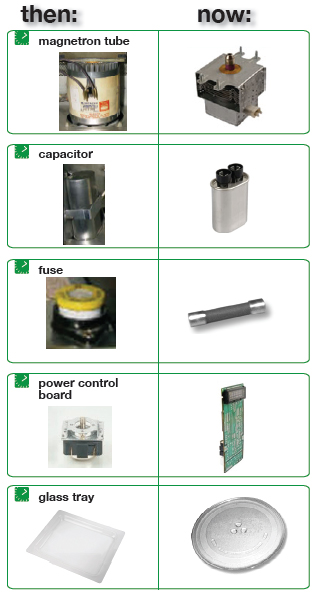 then: now:
magnetron tube
capacitor
fuse
power control
board
glass tray